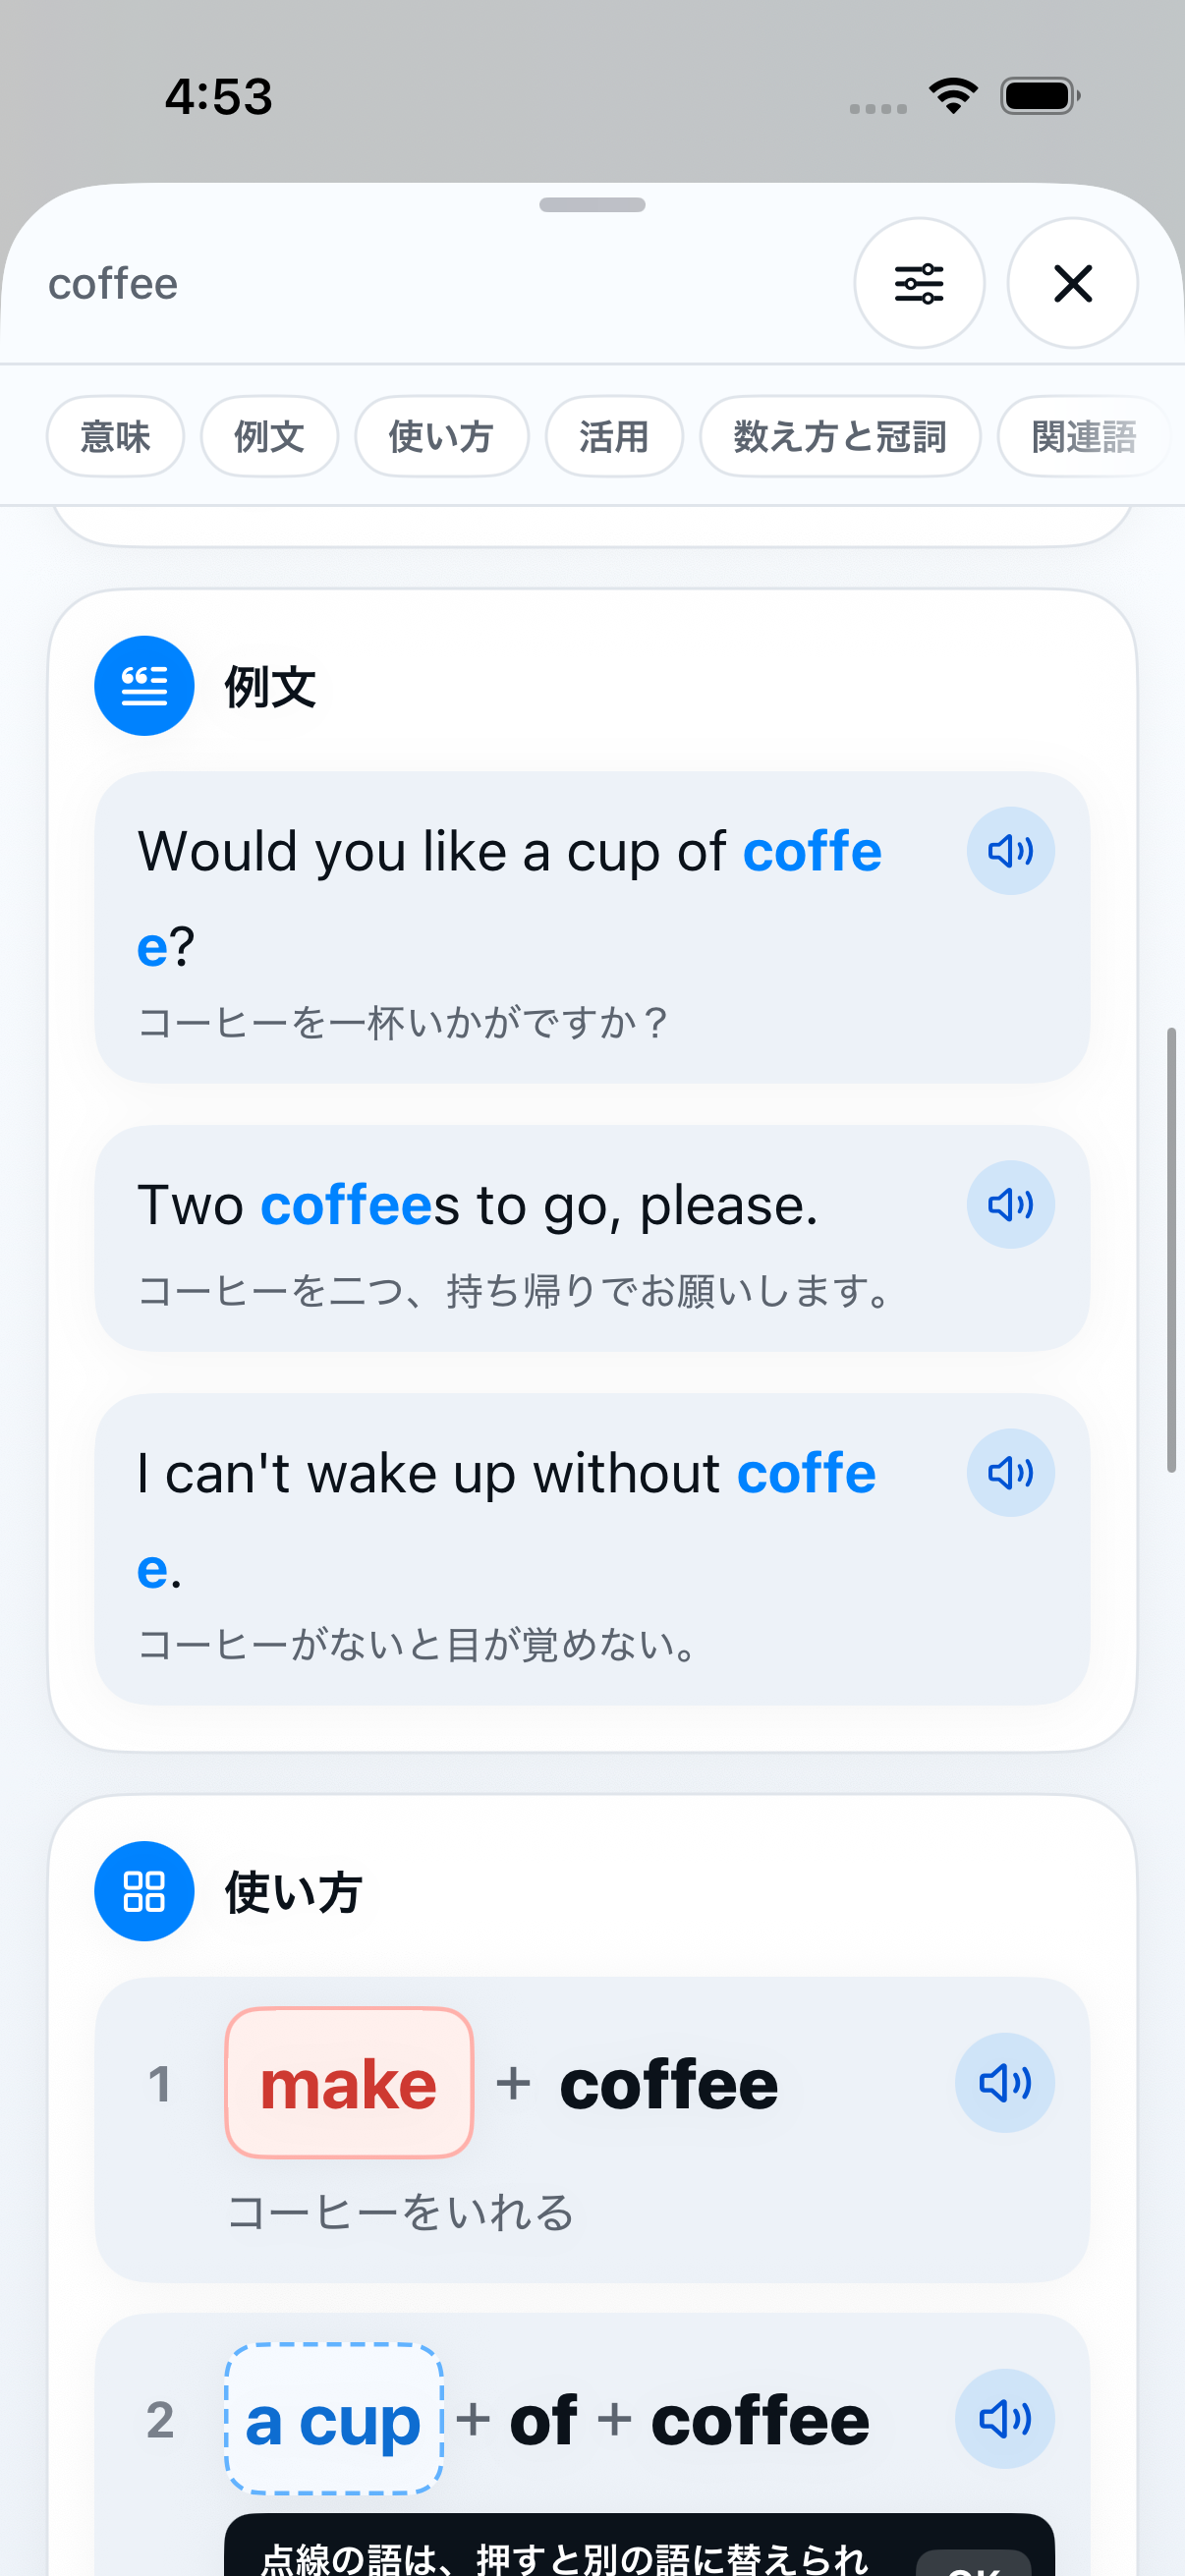 4:53
coffee
意味 例文 使い方 活用 数え方と冠詞 関連語
例文
Would you like a cup of coffe
e?
コーヒーを一杯いかがですか？
Two coffees to go, please.
コーヒーを二つ、持ち帰りでお願いします。
I can't wake up without coffe
e.
コーヒーがないと目が覚めない。
使い方
1 make + coffee
コーヒーをいれる
2 a cup + of + coffee
点線の語は、押すと別の語に替えられ
OK